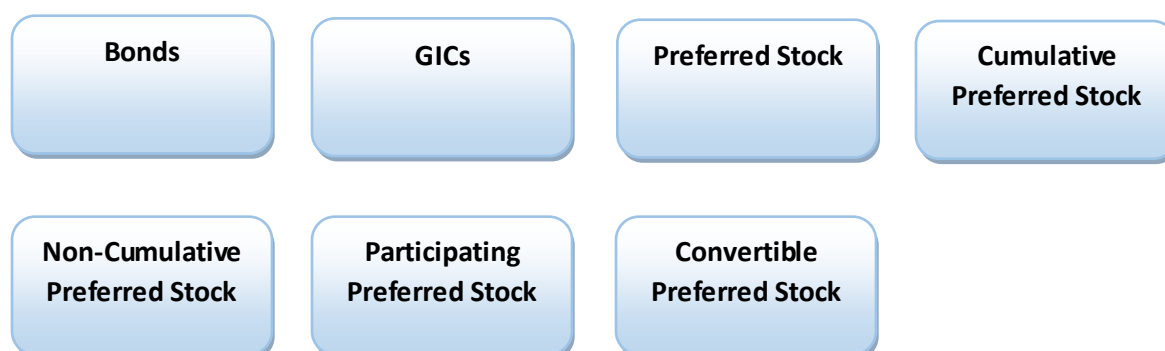 Bonds
GICs
Preferred Stock
Cumulative
Preferred Stock
Non-Cumulative
Preferred Stock
Participating
Preferred Stock
Convertible
Preferred Stock